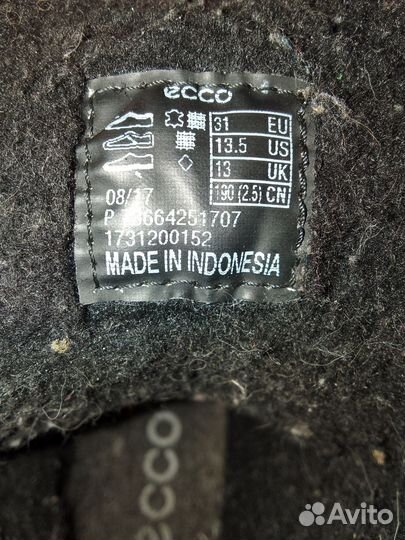 ecco
31 EU
13.5 US
13 UK
190 (2.5) CN
08/17
P 
1731200152
MADE IN INDONESIA
ecco
Avito